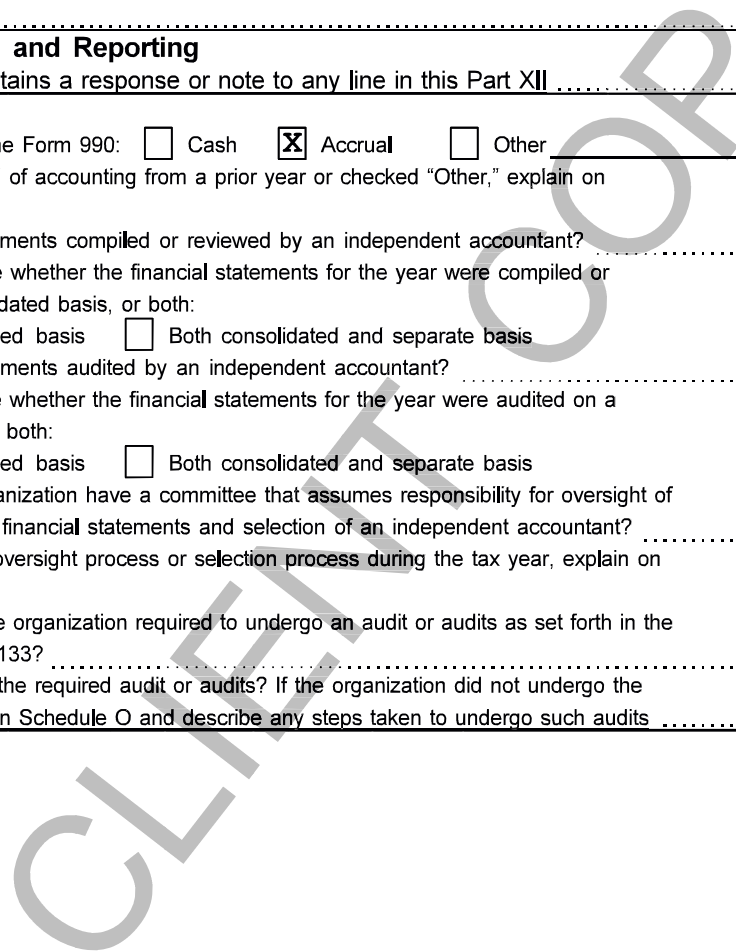 and Reporting
tains a response or note to any line in this Part XII
e Form 990: Cash X Accrual Other
of accounting from a prior year or checked “Other,” explain on
ments compiled or reviewed by an independent accountant?
e whether the financial statements for the year were compiled or
dated basis, or both:
ed basis Both consolidated and separate basis
ments audited by an independent accountant?
e whether the financial statements for the year were audited on a
both:
ed basis Both consolidated and separate basis
anization have a committee that assumes responsibility for oversight of
financial statements and selection of an independent accountant?
oversight process or selection process during the tax year, explain on
e organization required to undergo an audit or audits as set forth in the
133?
the required audit or audits? If the organization did not undergo the
n Schedule O and describe any steps taken to undergo such audits
CLIENT COP